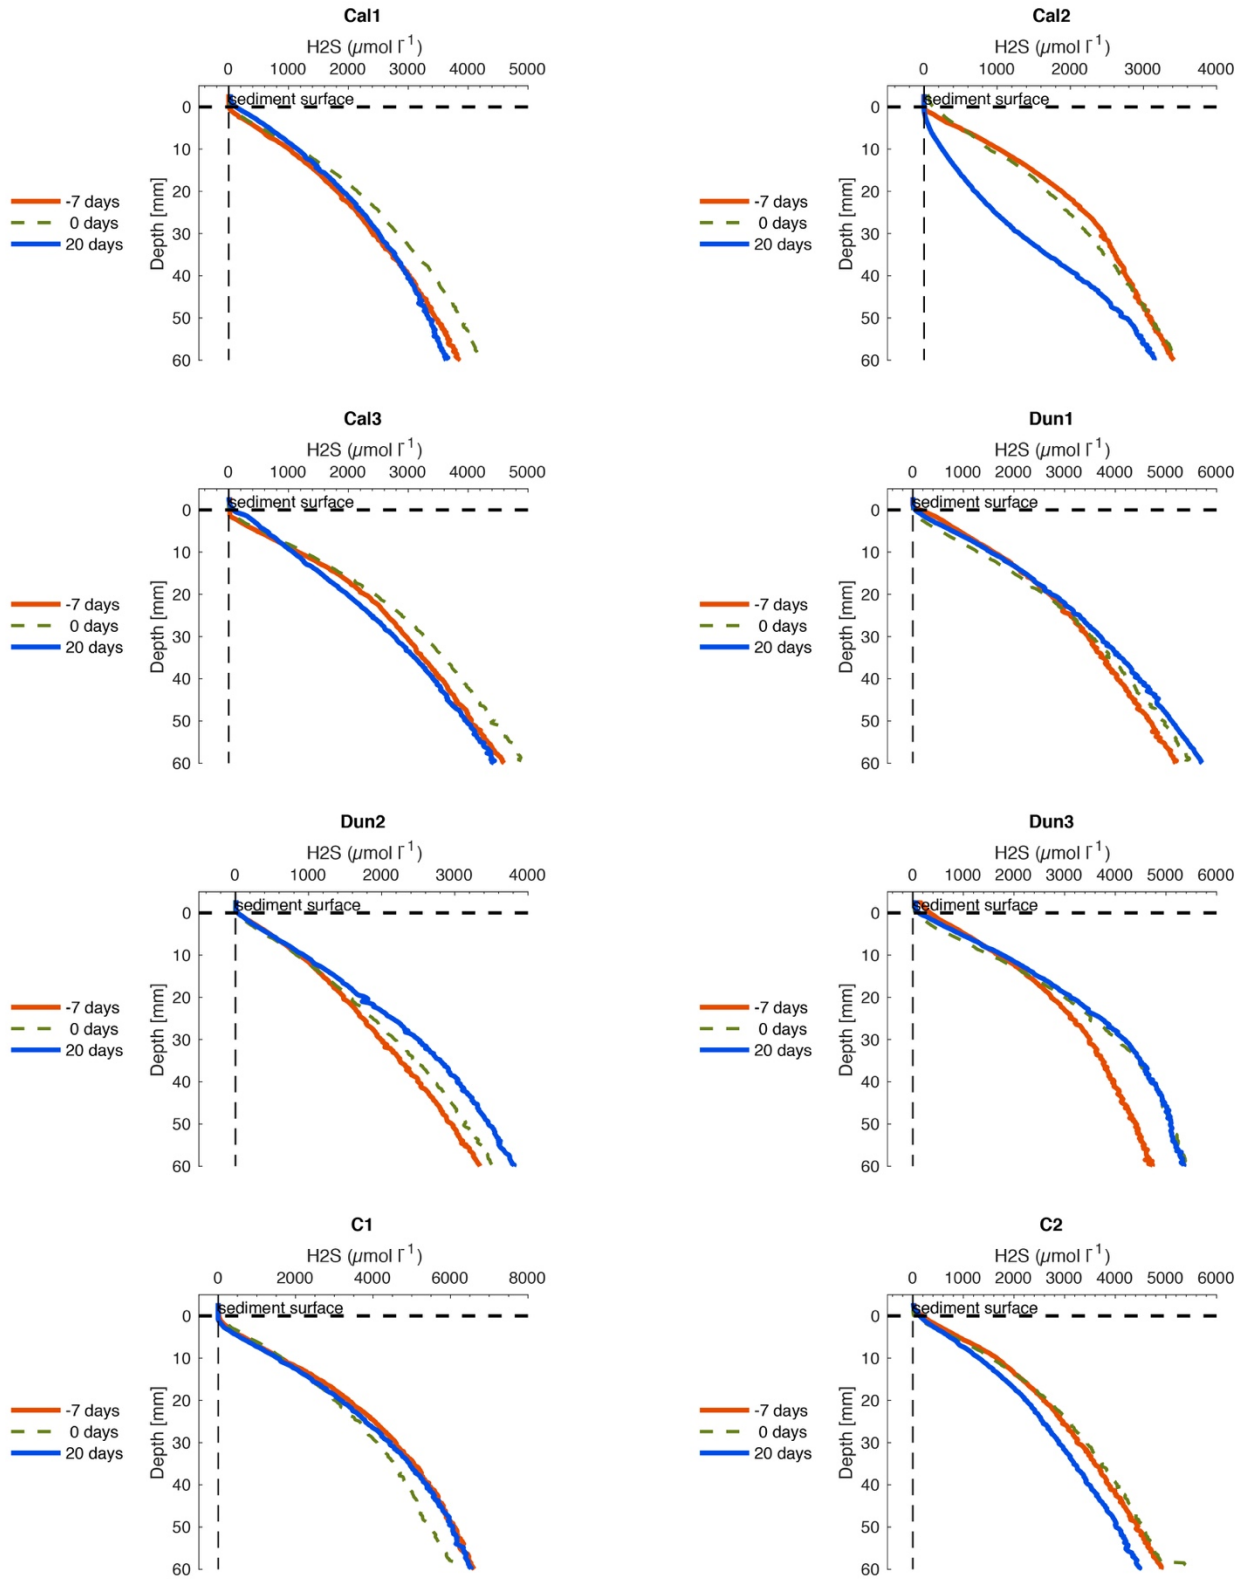 Cal1
H2S (µmol l⁻¹)
0 1000 2000 3000 4000 5000
sediment surface
0
10
20
30
40
50
60
Depth [mm]
-7 days
0 days
20 days
Cal2
H2S (µmol l⁻¹)
0 1000 2000 3000 4000
sediment surface
0
10
20
30
40
50
60
Depth [mm]
-7 days
0 days
20 days
Cal3
H2S (µmol l⁻¹)
0 1000 2000 3000 4000 5000
sediment surface
0
10
20
30
40
50
60
Depth [mm]
-7 days
0 days
20 days
Dun1
H2S (µmol l⁻¹)
0 1000 2000 3000 4000 5000 6000
sediment surface
0
10
20
30
40
50
60
Depth [mm]
-7 days
0 days
20 days
Dun2
H2S (µmol l⁻¹)
0 1000 2000 3000 4000
sediment surface
0
10
20
30
40
50
60
Depth [mm]
-7 days
0 days
20 days
Dun3
H2S (µmol l⁻¹)
0 1000 2000 3000 4000 5000 6000
sediment surface
0
10
20
30
40
50
60
Depth [mm]
-7 days
0 days
20 days
C1
H2S (µmol l⁻¹)
0 2000 4000 6000 8000
sediment surface
0
10
20
30
40
50
60
Depth [mm]
-7 days
0 days
20 days
C2
H2S (µmol l⁻¹)
0 1000 2000 3000 4000 5000 6000
sediment surface
0
10
20
30
40
50
60
Depth [mm]
-7 days
0 days
20 days